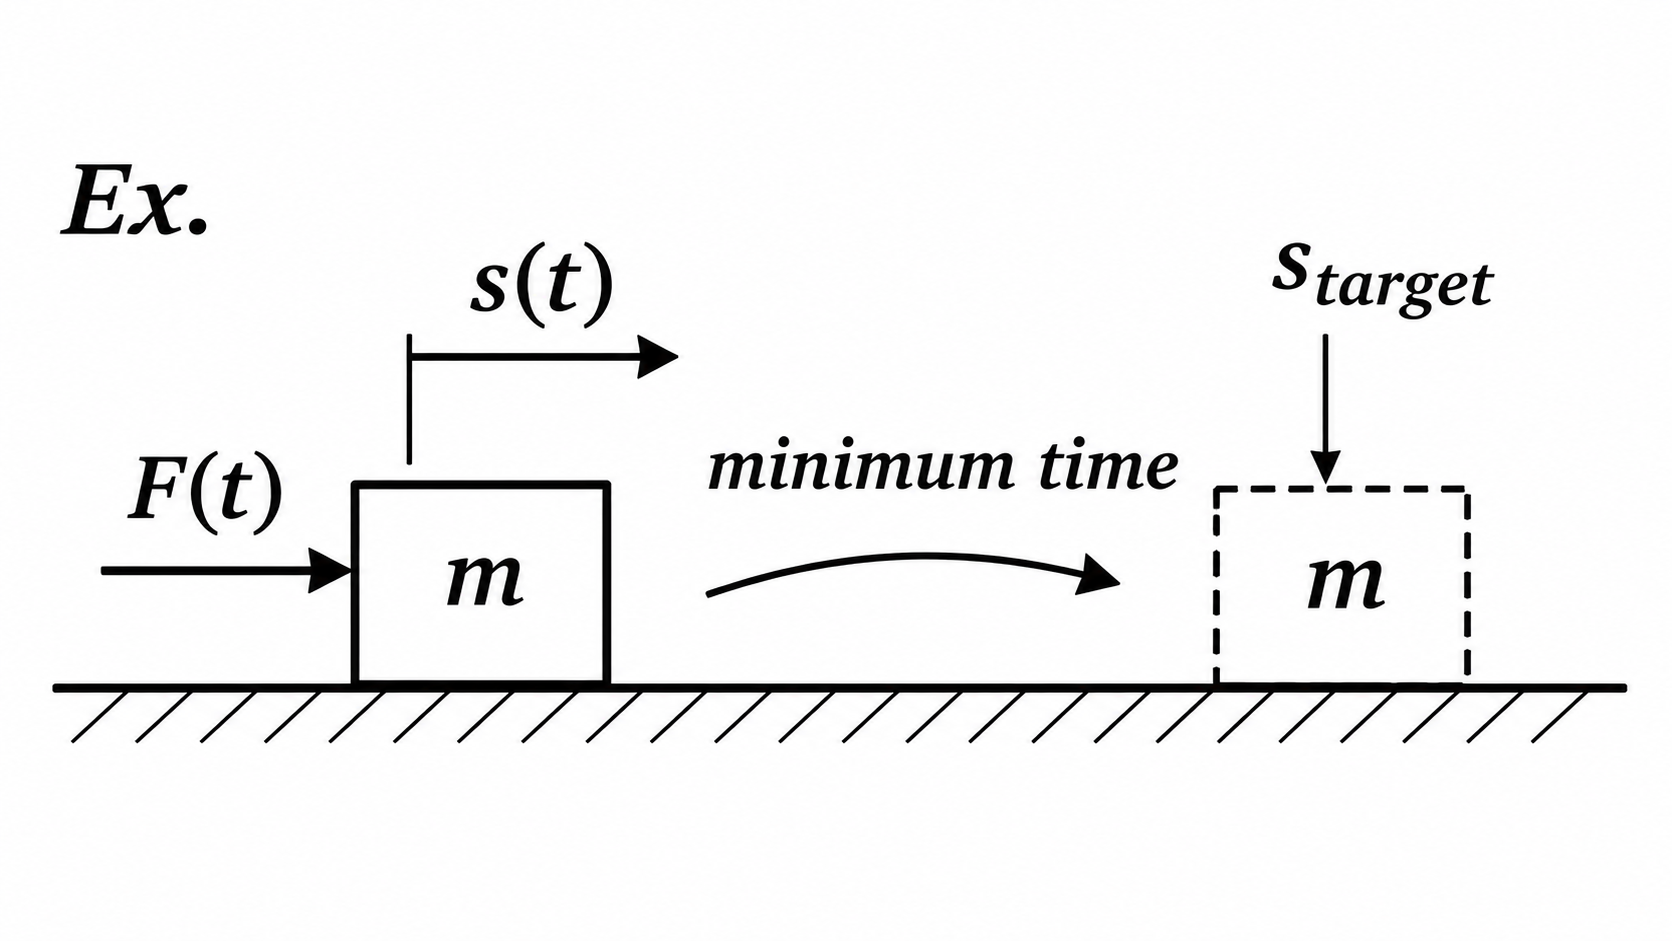 Ex.
s(t)
s_target
F(t)
minimum time
m
m